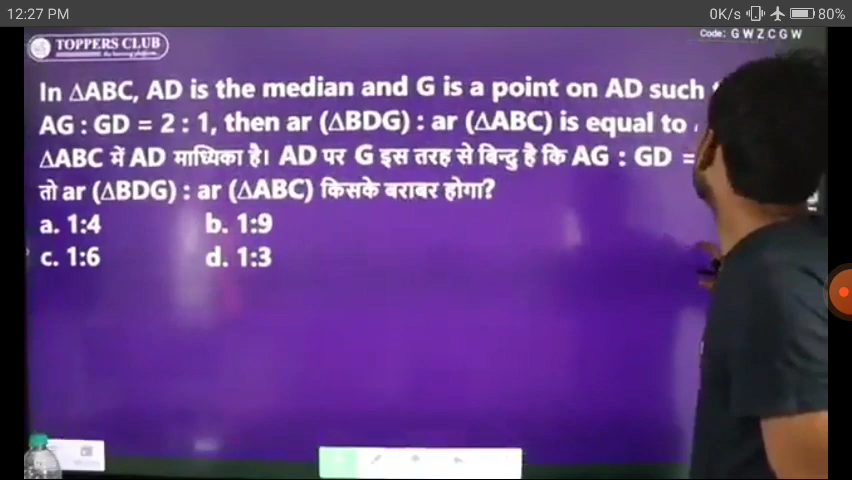 12:27 PM 0K/s 80%
TOPPERS CLUB
Code: G W Z C G W
In ΔABC, AD is the median and G is a point on AD such
AG : GD = 2 : 1, then ar (ΔBDG) : ar (ΔABC) is equal to
ΔABC में AD माध्यिका है। AD पर G इस तरह से बिन्दु है कि AG : GD =
तो ar (ΔBDG) : ar (ΔABC) किसके बराबर होगा?
a. 1:4 b. 1:9
c. 1:6 d. 1:3